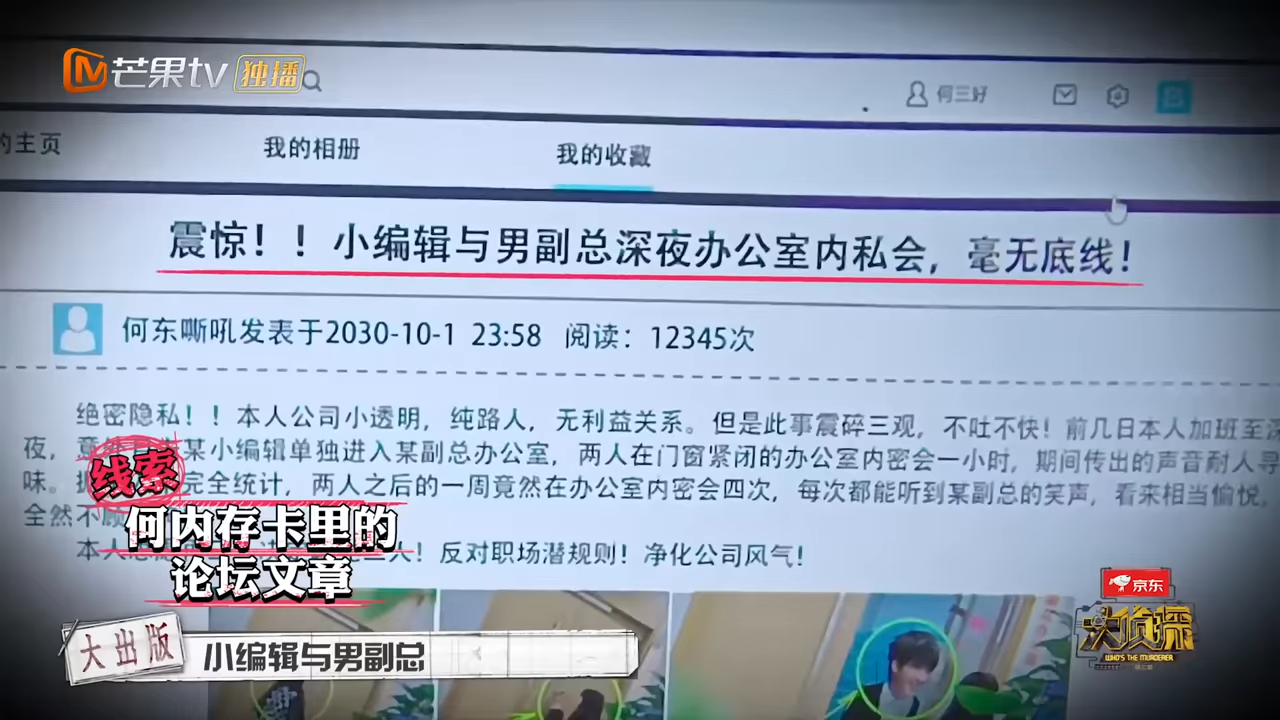 芒果tv 独播
何三好
的主页 我的相册 我的收藏
震惊！！小编辑与男副总深夜办公室内私会，毫无底线！
何东嘶吼发表于2030-10-1 23:58 阅读：12345次
绝密隐私！！本人公司小透明，纯路人，无利益关系。但是此事震碎三观，不吐不快！前几日本人加班至深
夜，某小编辑单独进入某副总办公室，两人在门窗紧闭的办公室内密会一小时，期间传出的声音耐人寻
味。完全统计，两人之后的一周竟然在办公室内密会四次，每次都能听到某副总的笑声，看来相当愉悦，
全然不顾
本人 人！反对职场潜规则！净化公司风气！
线索
何内存卡里的
论坛文章
京东
大侦探
WHO'S THE MURDERER
大出版
小编辑与男副总